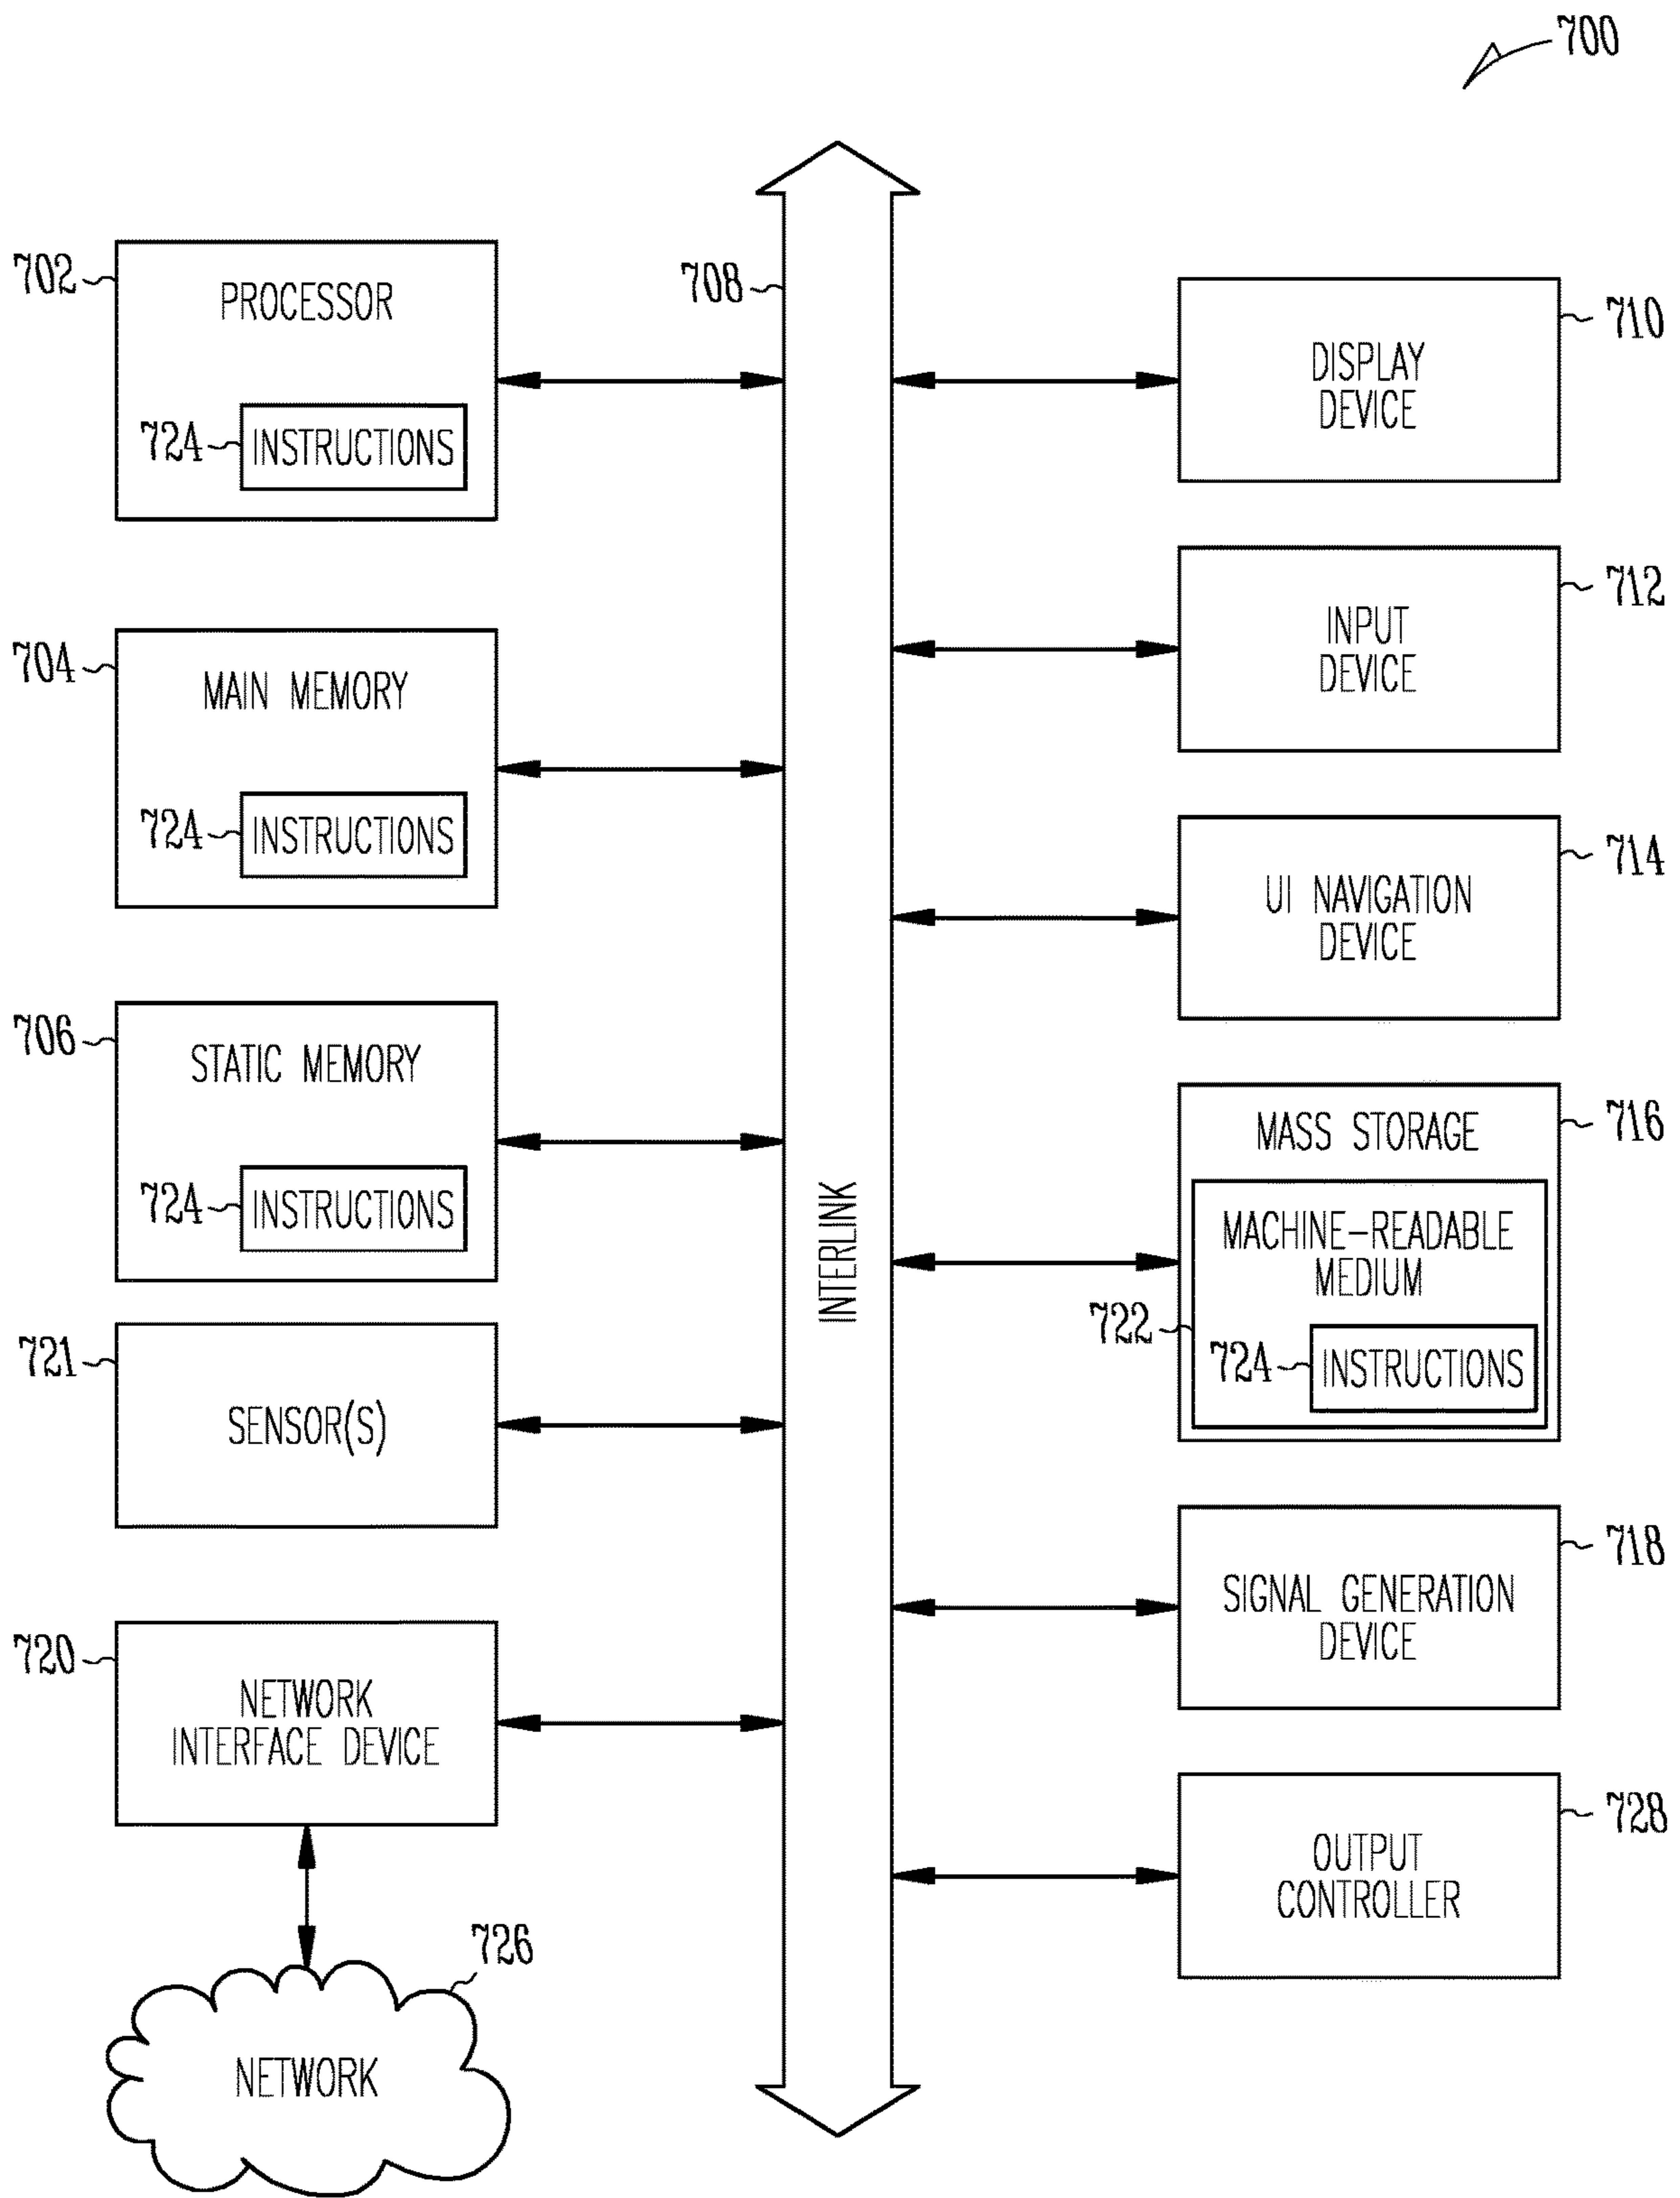 700
702
PROCESSOR
724
INSTRUCTIONS
704
MAIN MEMORY
724
INSTRUCTIONS
706
STATIC MEMORY
724
INSTRUCTIONS
721
SENSOR(S)
720
NETWORK
INTERFACE DEVICE
726
NETWORK
708
INTERLINK
710
DISPLAY
DEVICE
712
INPUT
DEVICE
714
UI NAVIGATION
DEVICE
716
MASS STORAGE
MACHINE-READABLE
MEDIUM
722
724
INSTRUCTIONS
718
SIGNAL GENERATION
DEVICE
728
OUTPUT
CONTROLLER